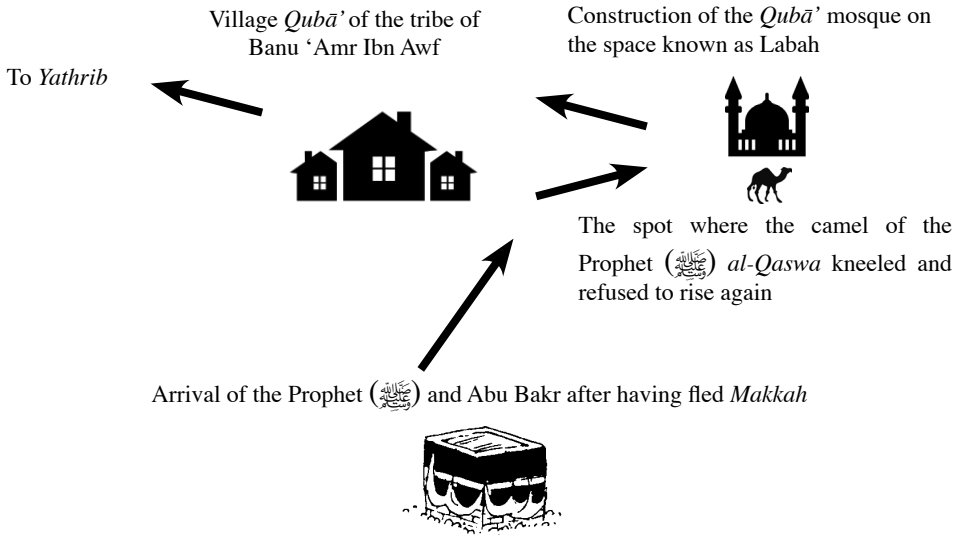 Village Qubā’ of the tribe of
Banu ‘Amr Ibn Awf
Construction of the Qubā’ mosque on
the space known as Labah
To Yathrib
The spot where the camel of the
Prophet (ﷺ) al-Qaswa kneeled and
refused to rise again
Arrival of the Prophet (ﷺ) and Abu Bakr after having fled Makkah